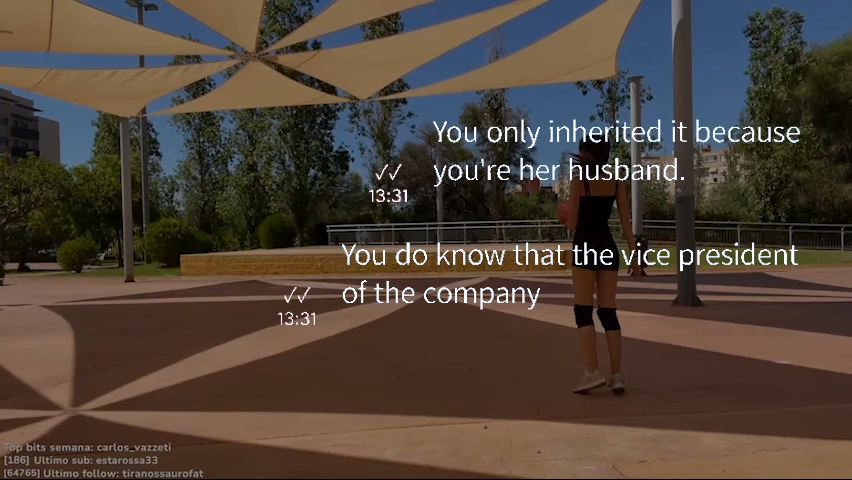 You only inherited it because
you're her husband.
13:31
You do know that the vice president
of the company
13:31
Top bits semana: carlos_vazzeti
[186] Ultimo sub: estarossa33
[64765] Ultimo follow: tiranossaurofat